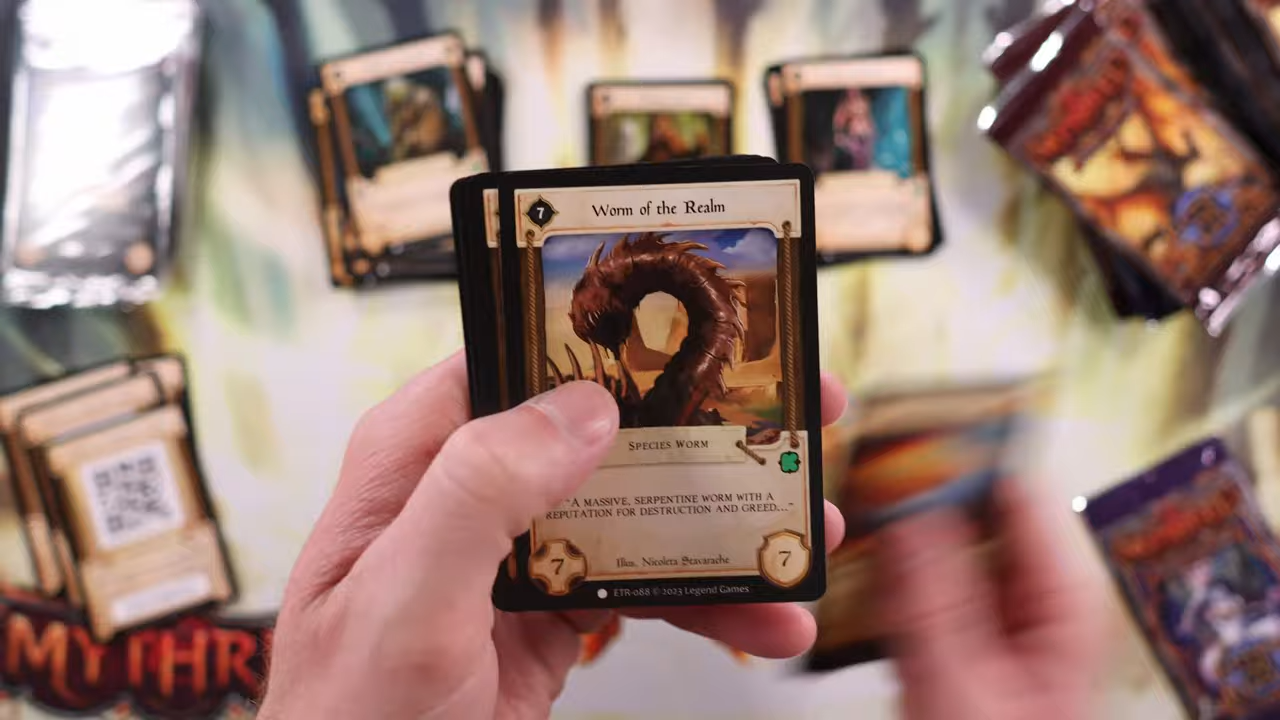 7
Worm of the Realm
Species Worm
"A massive, serpentine worm with a
reputation for destruction and greed..."
7
Illus. Nicoleta Stavarache
7
ETR-088 © 2023 Legend Games
MYTHR